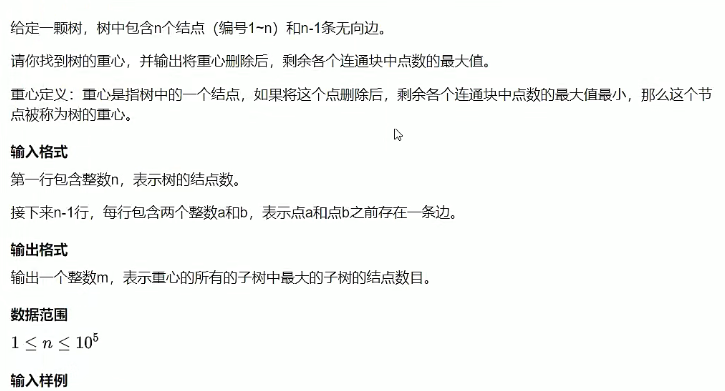 给定一颗树，树中包含n个结点（编号1~n）和n-1条无向边。
请你找到树的重心，并输出将重心删除后，剩余各个连通块中点数的最大值。
重心定义：重心是指树中的一个结点，如果将这个点删除后，剩余各个连通块中点数的最大值最小，那么这个节
点被称为树的重心。
输入格式
第一行包含整数n，表示树的结点数。
接下来n-1行，每行包含两个整数a和b，表示点a和点b之前存在一条边。
输出格式
输出一个整数m，表示重心的所有的子树中最大的子树的结点数目。
数据范围
1 ≤ n ≤ 10⁵
输入样例